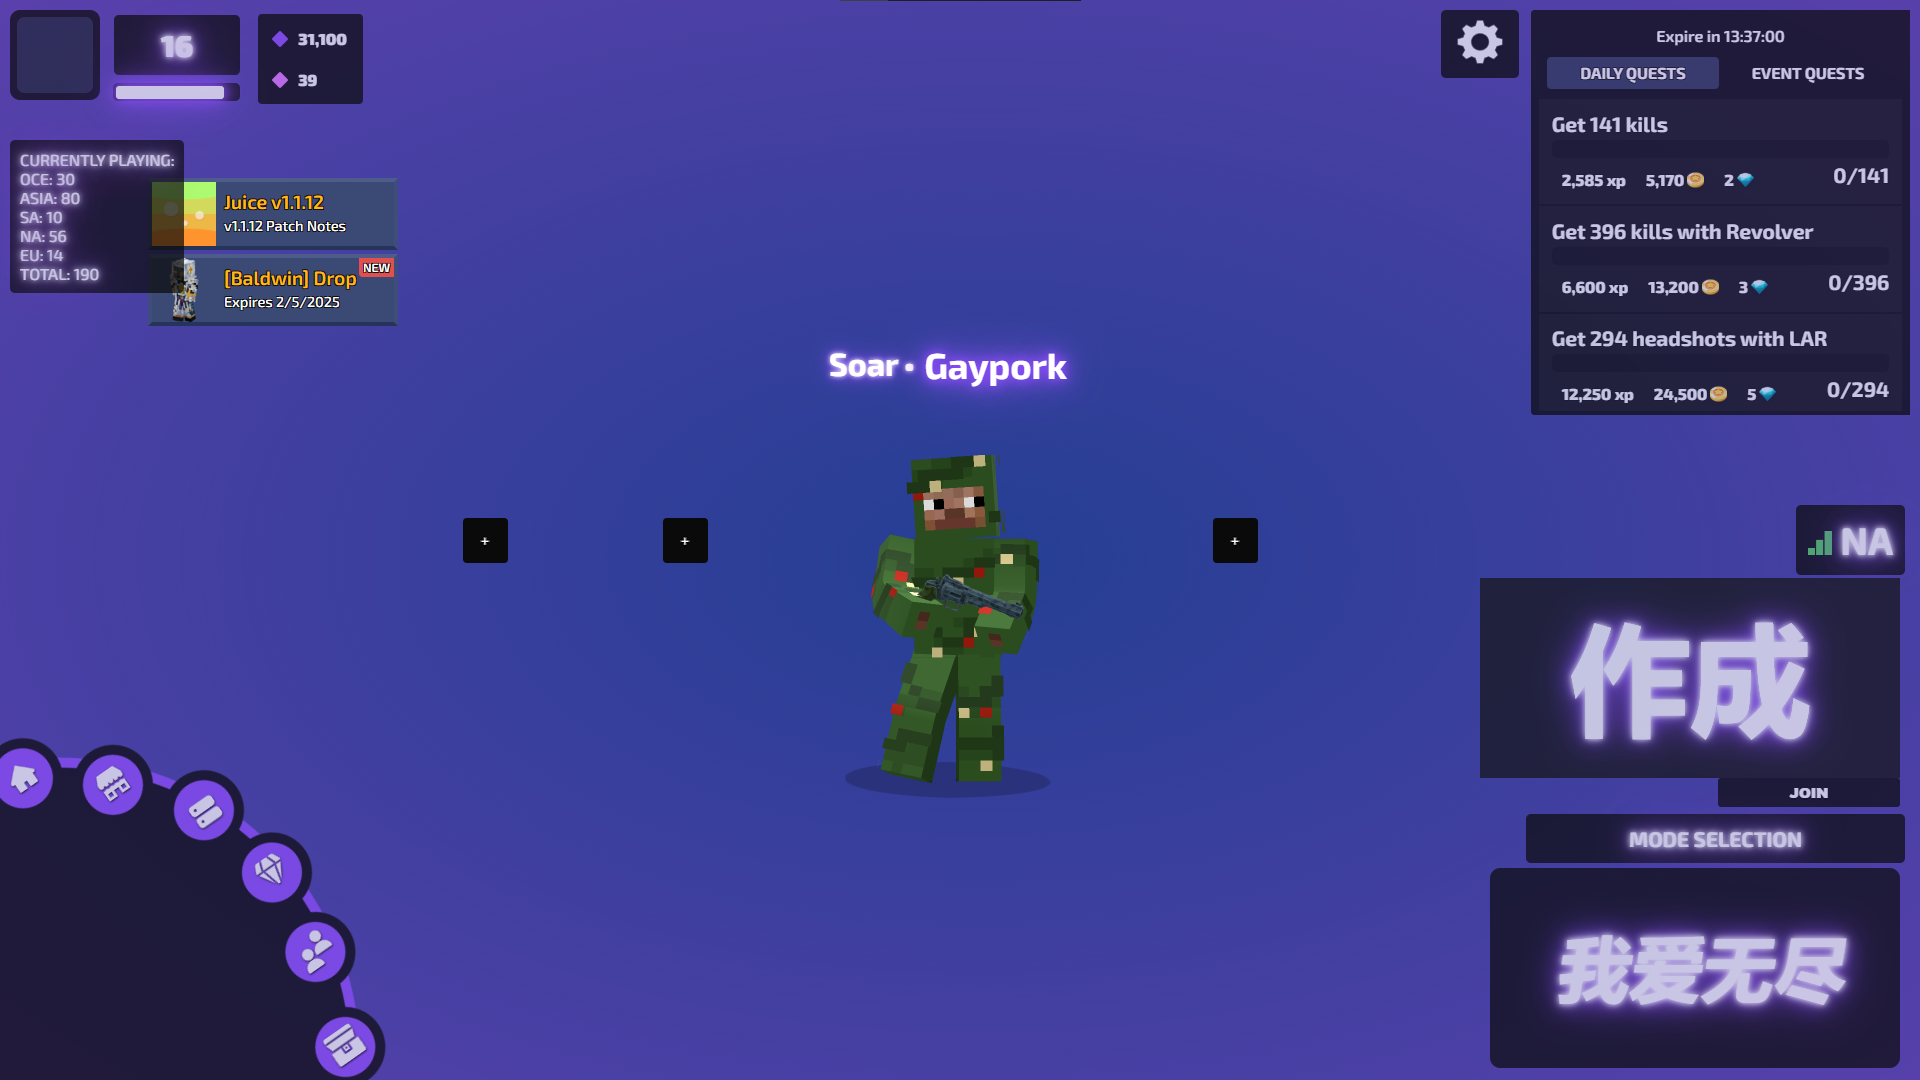 16
31,100
39
CURRENTLY PLAYING:
OCE: 30
ASIA: 80
SA: 10
NA: 56
EU: 14
TOTAL: 190
Juice v1.1.12
v1.1.12 Patch Notes
[Baldwin] Drop
NEW
Expires 2/5/2025
Soar • Gaypork
+
+
+
Expire in 13:37:00
DAILY QUESTS
EVENT QUESTS
Get 141 kills
2,585 xp 5,170 2 0/141
Get 396 kills with Revolver
6,600 xp 13,200 3 0/396
Get 294 headshots with LAR
12,250 xp 24,500 5 0/294
NA
作成
JOIN
MODE SELECTION
我爱无尽